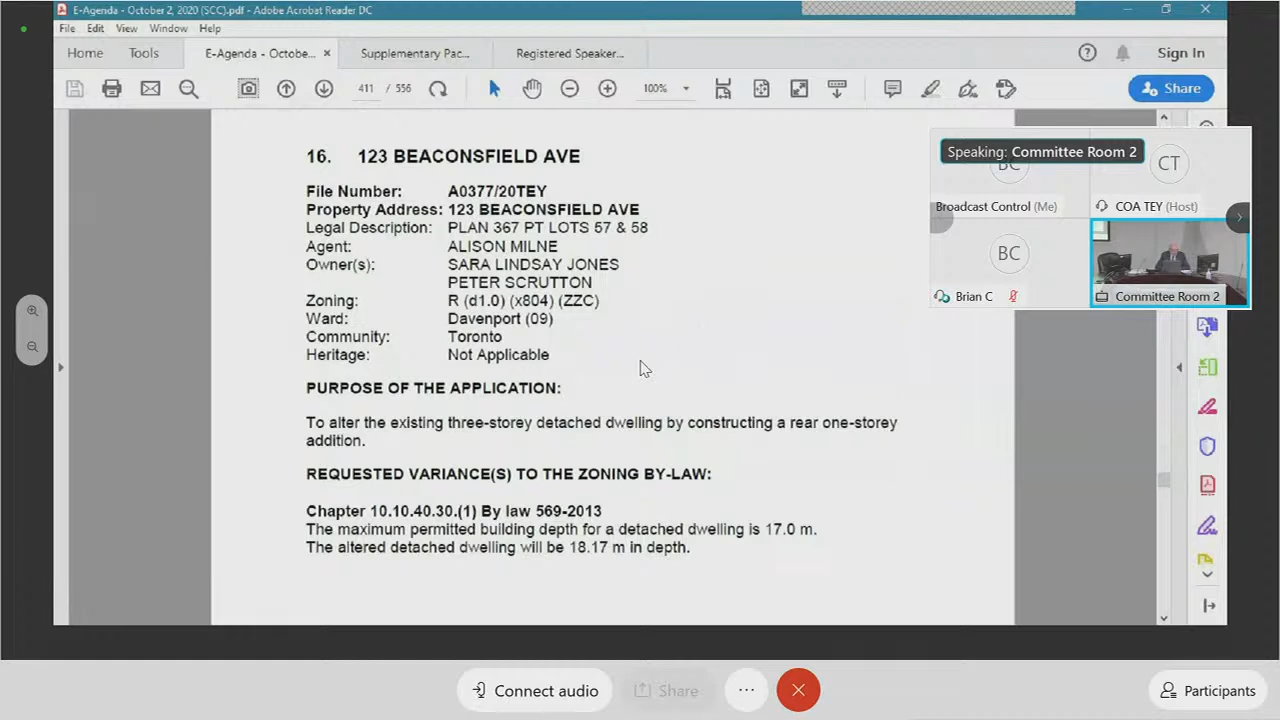 E-Agenda - October 2, 2020 (SCC).pdf - Adobe Acrobat Reader DC
File Edit View Window Help
Home Tools E-Agenda - Octobe... × Supplementary Pac... Registered Speaker... Sign In
411 / 556 100% Share
16. 123 BEACONSFIELD AVE
File Number: A0377/20TEY
Property Address: 123 BEACONSFIELD AVE
Legal Description: PLAN 367 PT LOTS 57 & 58
Agent: ALISON MILNE
Owner(s): SARA LINDSAY JONES
PETER SCRUTTON
Zoning: R (d1.0) (x804) (ZZC)
Ward: Davenport (09)
Community: Toronto
Heritage: Not Applicable
PURPOSE OF THE APPLICATION:
To alter the existing three-storey detached dwelling by constructing a rear one-storey
addition.
REQUESTED VARIANCE(S) TO THE ZONING BY-LAW:
Chapter 10.10.40.30.(1) By law 569-2013
The maximum permitted building depth for a detached dwelling is 17.0 m.
The altered detached dwelling will be 18.17 m in depth.
Speaking: Committee Room 2
BC CT
Broadcast Control (Me) COA TEY (Host)
BC
Brian C Committee Room 2
Connect audio Share Participants